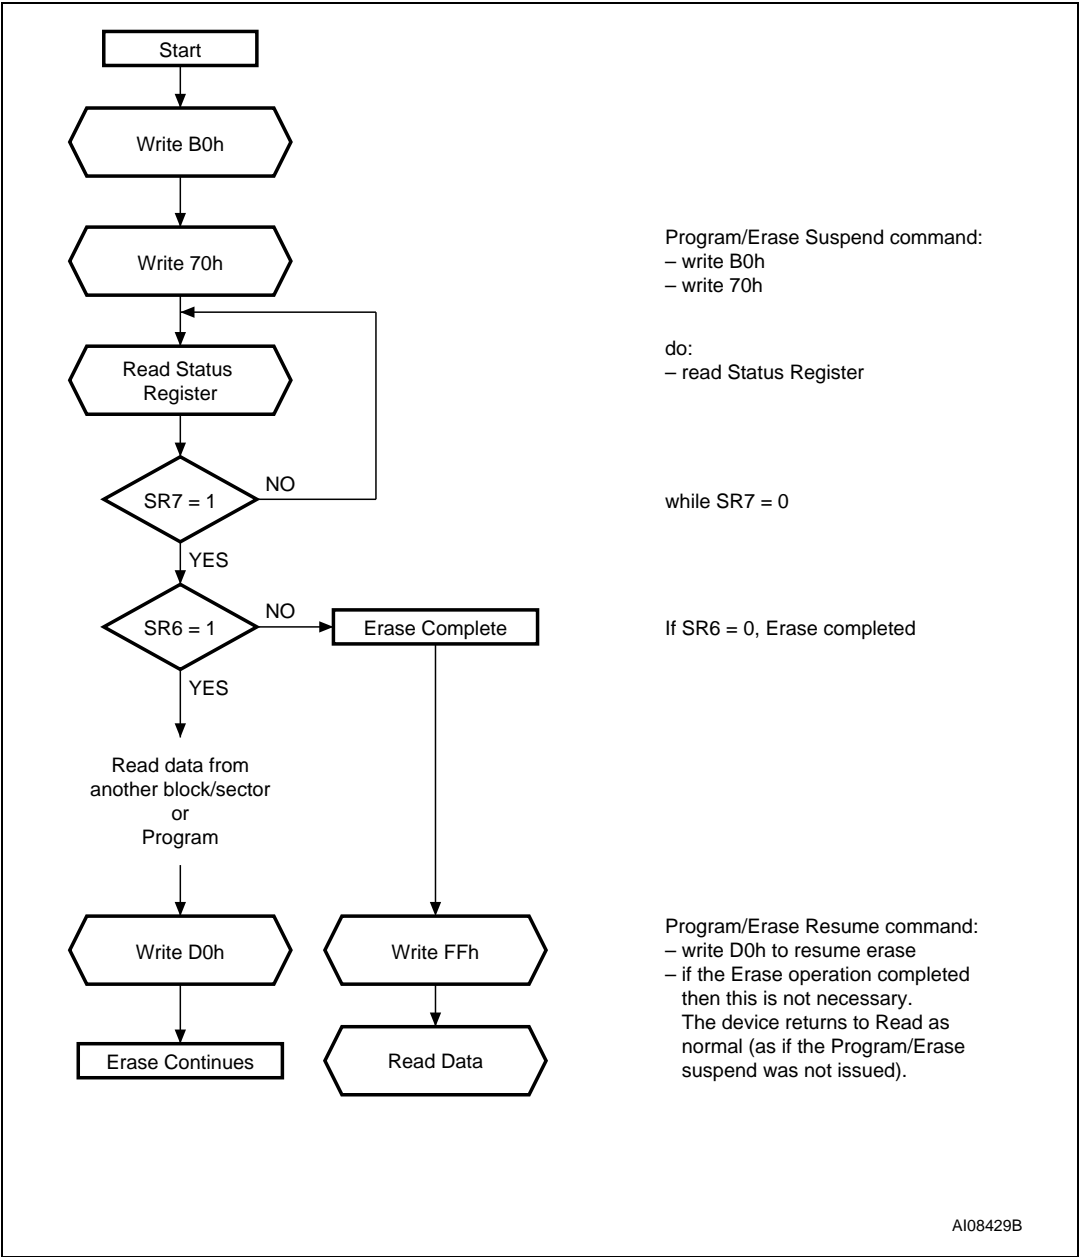 Start
Write B0h
Write 70h
Program/Erase Suspend command:
– write B0h
– write 70h
Read Status
Register
do:
– read Status Register
SR7 = 1
NO
while SR7 = 0
YES
SR6 = 1
NO
Erase Complete
If SR6 = 0, Erase completed
YES
Read data from
another block/sector
or
Program
Write D0h
Write FFh
Program/Erase Resume command:
– write D0h to resume erase
– if the Erase operation completed
then this is not necessary.
The device returns to Read as
normal (as if the Program/Erase
suspend was not issued).
Erase Continues
Read Data
AI08429B